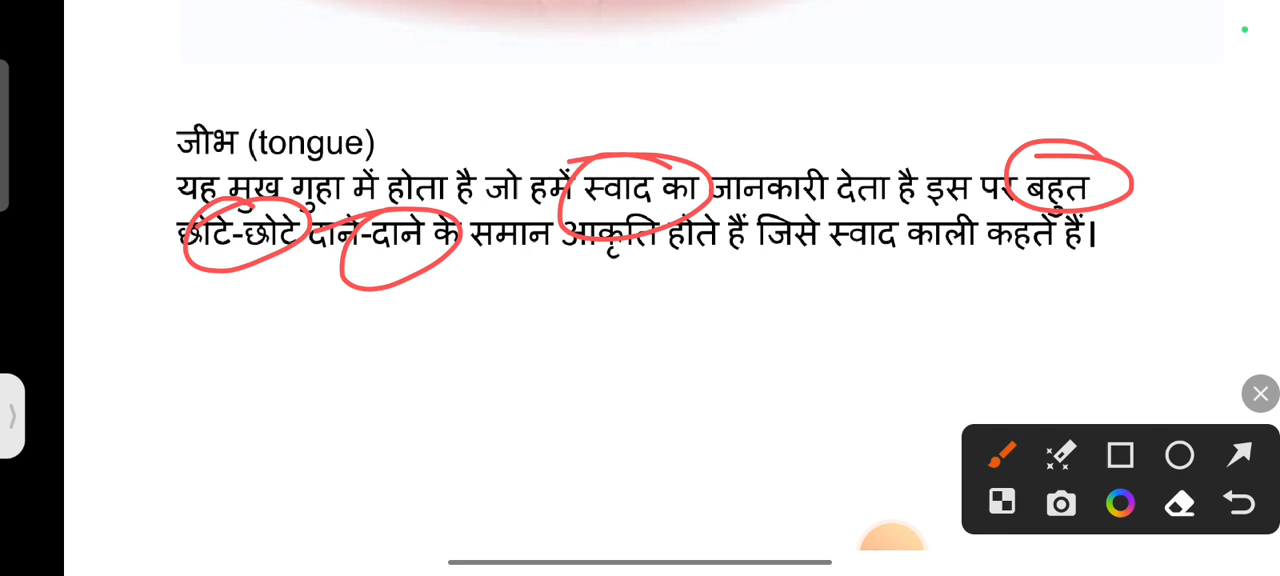 जीभ (tongue)
यह मुख गुहा में होता है जो हमें स्वाद का जानकारी देता है इस पर बहुत
छोटे-छोटे दाने-दाने के समान आकृति होते हैं जिसे स्वाद काली कहते हैं।